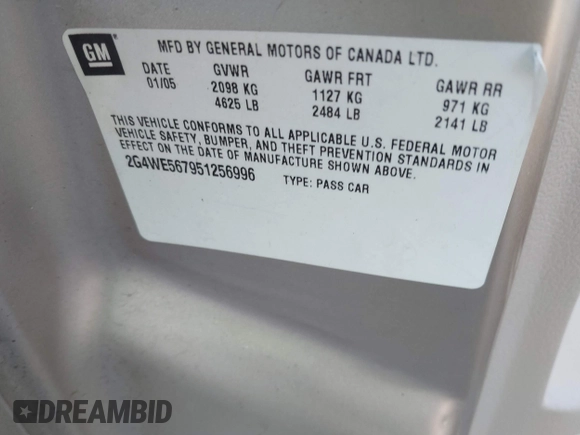 GM
MFD BY GENERAL MOTORS OF CANADA LTD.
DATE GVWR GAWR FRT GAWR RR
01/05 2098 KG 1127 KG 971 KG
4625 LB 2484 LB 2141 LB
THIS VEHICLE CONFORMS TO ALL APPLICABLE U.S. FEDERAL MOTOR
VEHICLE SAFETY, BUMPER, AND THEFT PREVENTION STANDARDS IN
EFFECT ON THE DATE OF MANUFACTURE SHOWN ABOVE.
2G4WE567951256996 TYPE: PASS CAR
DREAMBID